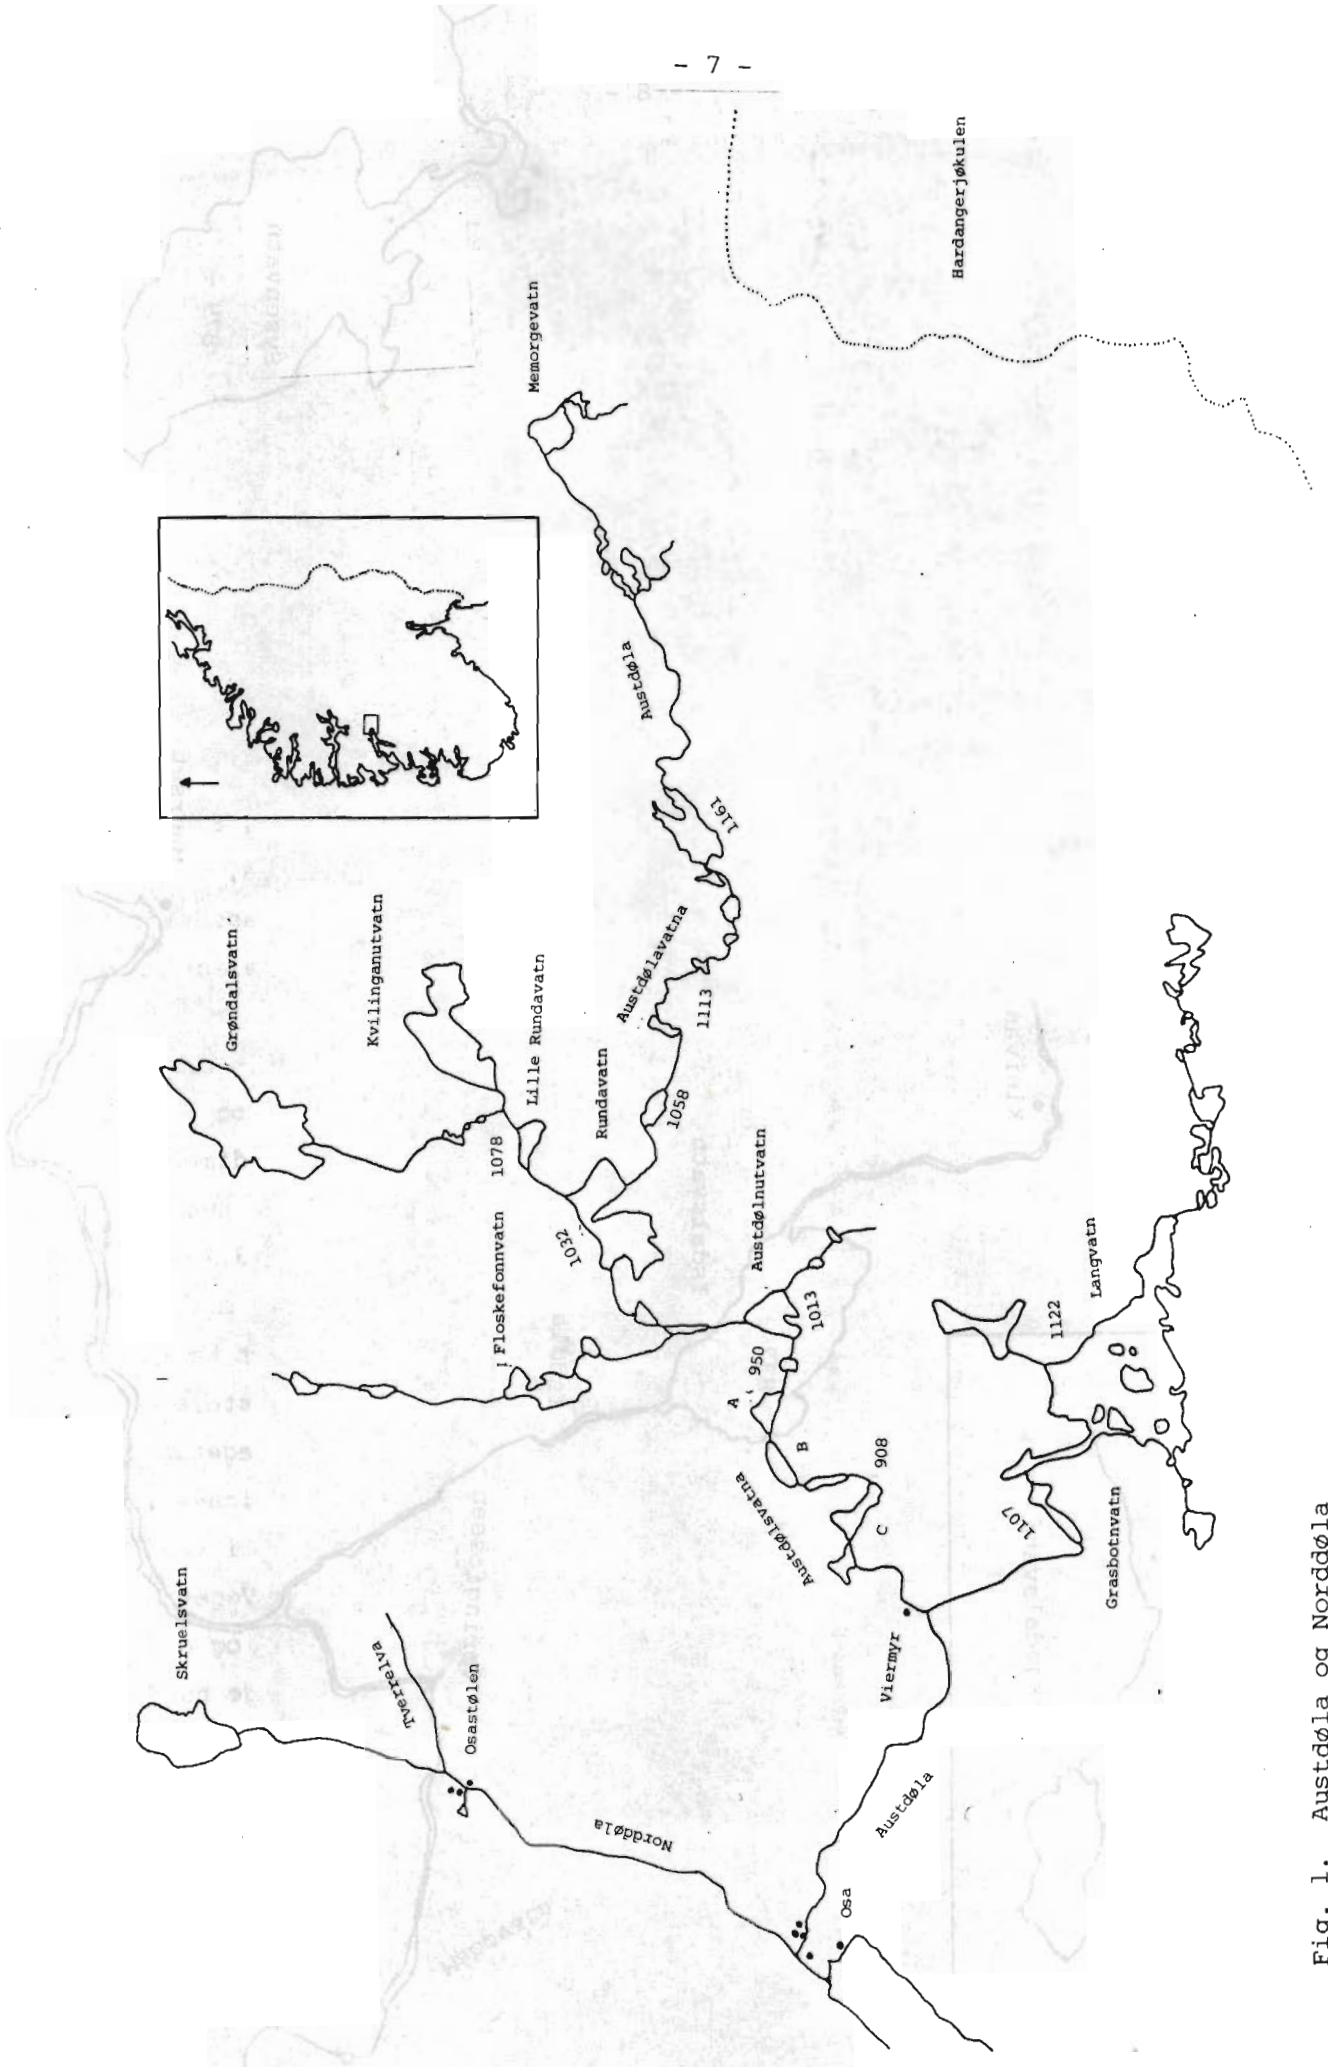 - 7 -
Hardangerjøkulen
Memorgevatn
Austdøla
1161
Grøndalsvatn
Kvilinganutvatn
Lille Rundavatn
Austdølavatna
1113
1078
Rundavatn
1058
1032
Floskefonnvatn
Austdølnutvatn
1013
950
A
B
Langvatn
1122
908
Austdølsvatna
C
1107
Grasbotnvatn
Skruelsvatn
Tverrelva
Osastølen
Viermyr
Norddøla
Austdøla
Osa
Fig. 1. Austdøla og Norddøla